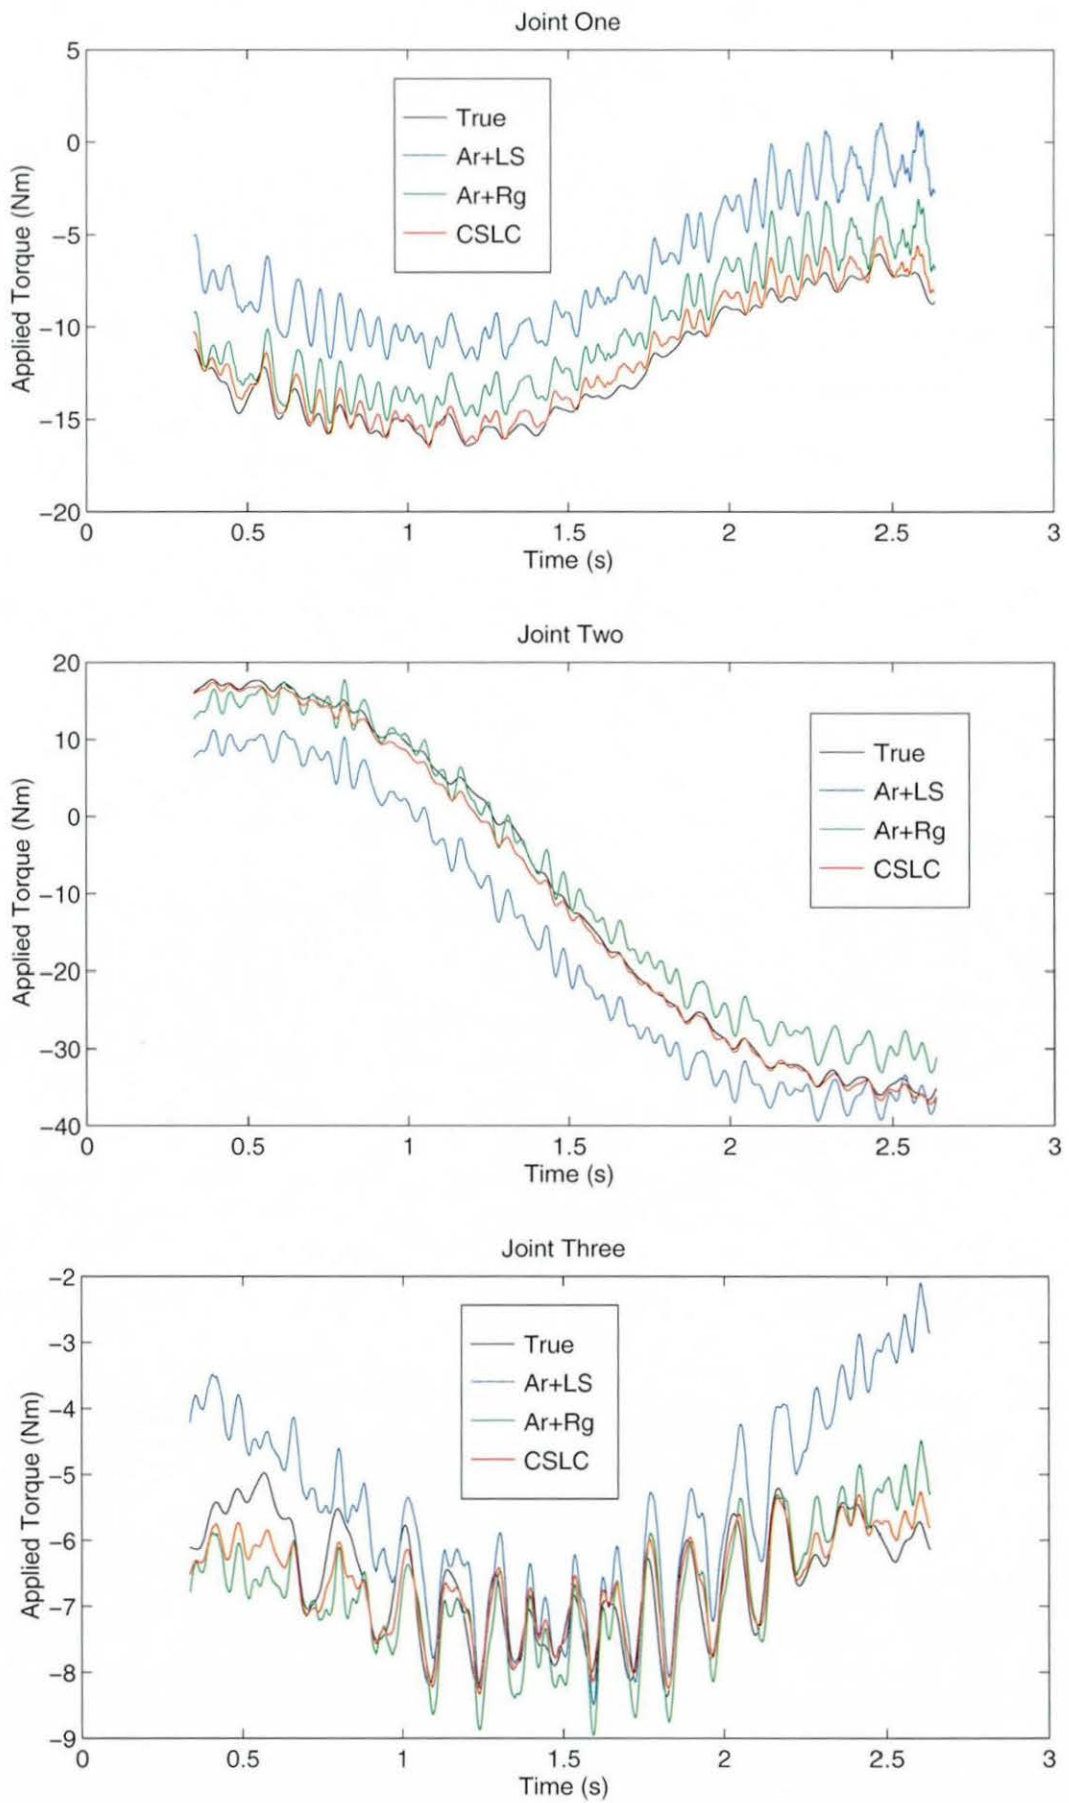 Joint One
5
0
−5
−10
−15
−20
Applied Torque (Nm)
True
Ar+LS
Ar+Rg
CSLC
0 0.5 1 1.5 2 2.5 3
Time (s)
Joint Two
20
10
0
−10
−20
−30
−40
Applied Torque (Nm)
True
Ar+LS
Ar+Rg
CSLC
0 0.5 1 1.5 2 2.5 3
Time (s)
Joint Three
−2
−3
−4
−5
−6
−7
−8
−9
Applied Torque (Nm)
True
Ar+LS
Ar+Rg
CSLC
0 0.5 1 1.5 2 2.5 3
Time (s)